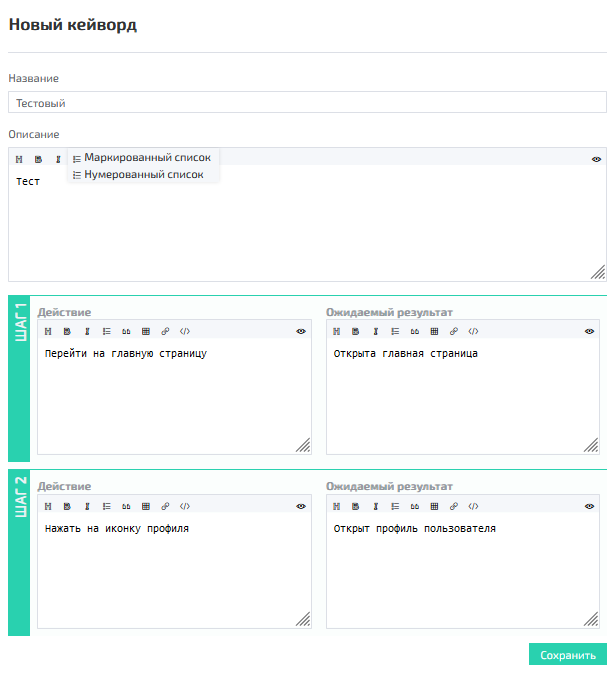 Новый кейворд
Название
Тестовый
Описание
H B I Маркированный список
Нумерованный список
Тест
ШАГ 1
Действие
H B I </>
Перейти на главную страницу
Ожидаемый результат
H B I </>
Открыта главная страница
ШАГ 2
Действие
H B I </>
Нажать на иконку профиля
Ожидаемый результат
H B I </>
Открыт профиль пользователя
Сохранить